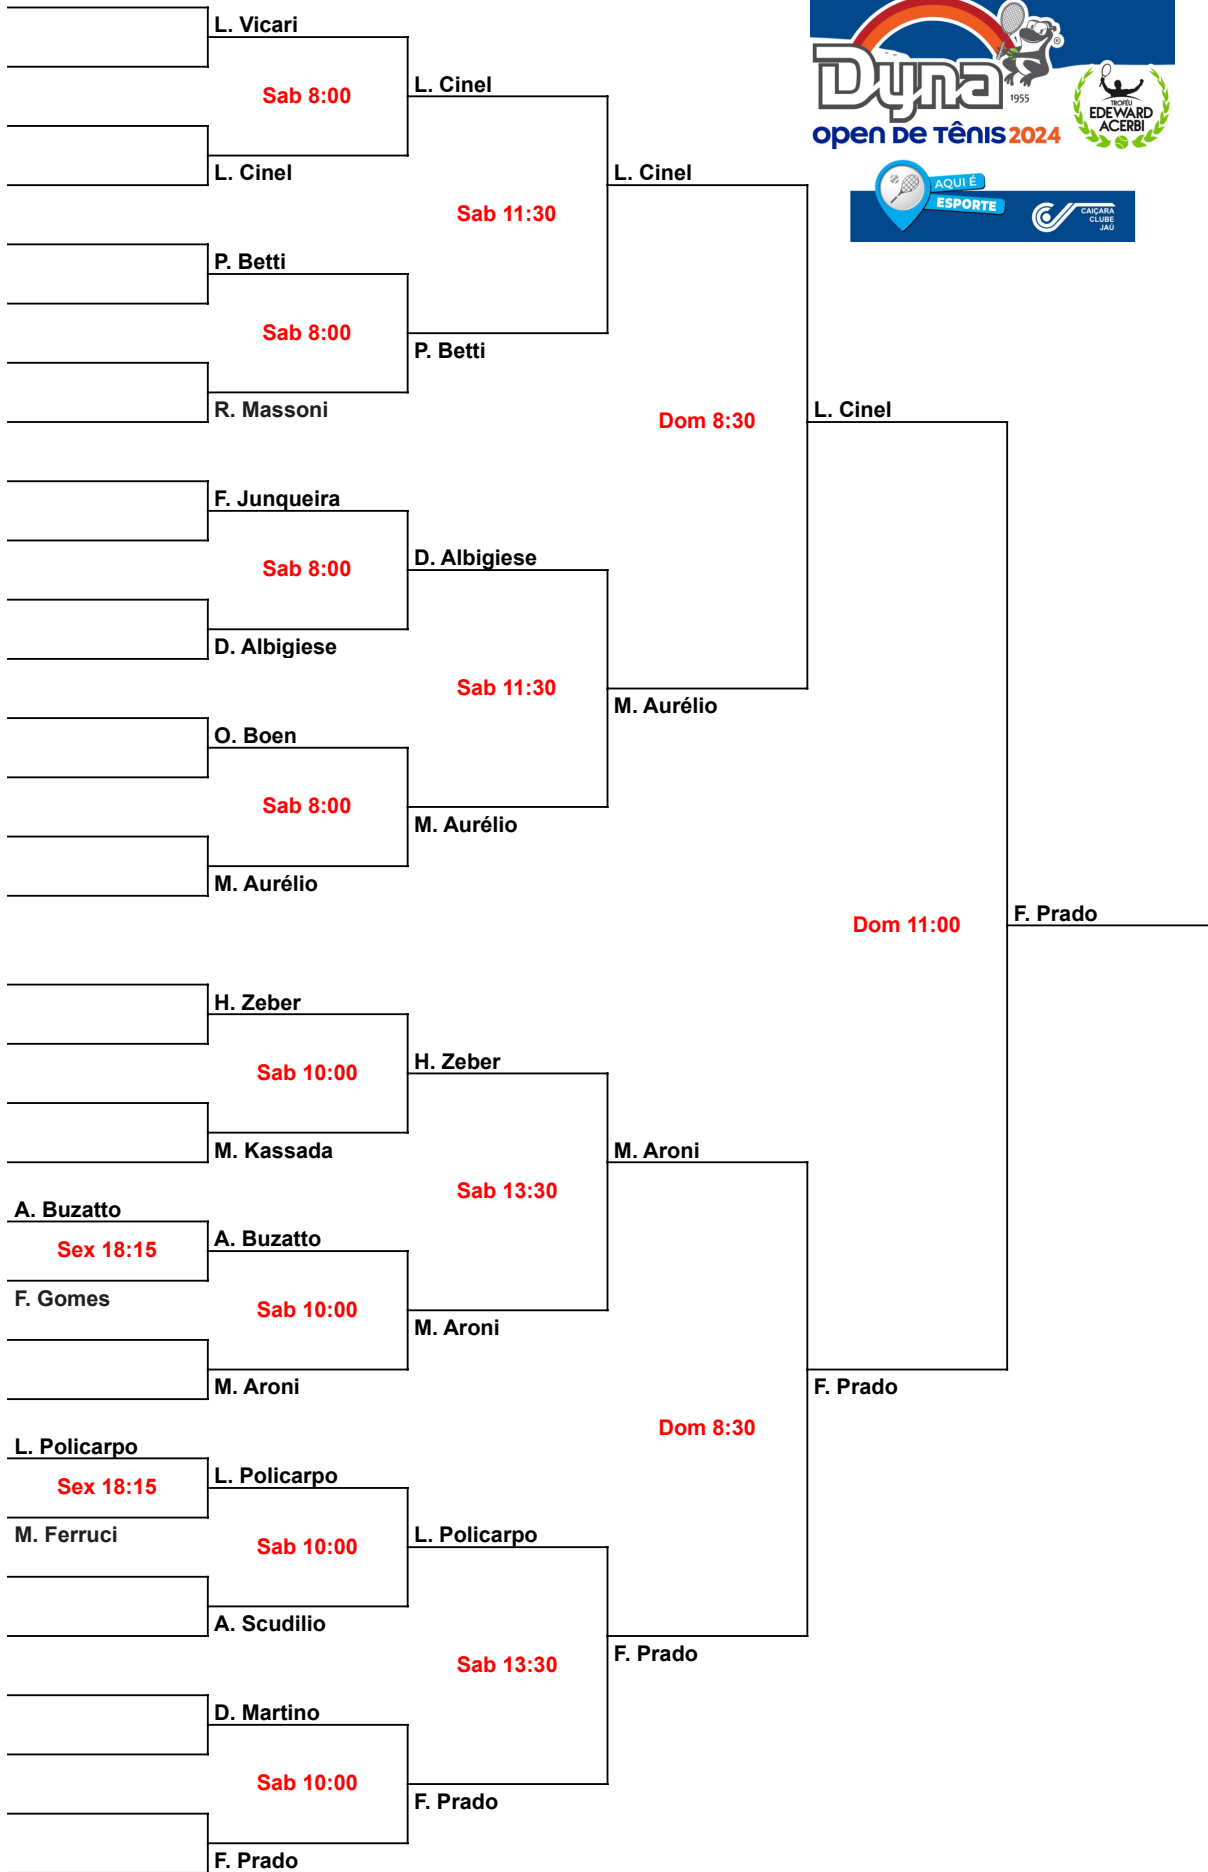 L. Vicari
Sab 8:00
L. Cinel
L. Cinel
Dyna
®
1955
open de tênis 2024
TROFÉU
EDEWARD
ACERBI
AQUI É
ESPORTE
CAIÇARA
CLUBE
JAÚ
L. Cinel
Sab 11:30
P. Betti
Sab 8:00
P. Betti
R. Massoni
Dom 8:30
L. Cinel
F. Junqueira
Sab 8:00
D. Albigiese
D. Albigiese
Sab 11:30
M. Aurélio
O. Boen
Sab 8:00
M. Aurélio
M. Aurélio
Dom 11:00
F. Prado
H. Zeber
Sab 10:00
H. Zeber
M. Kassada
M. Aroni
Sab 13:30
A. Buzatto
Sex 18:15
A. Buzatto
F. Gomes
Sab 10:00
M. Aroni
M. Aroni
F. Prado
Dom 8:30
L. Policarpo
Sex 18:15
L. Policarpo
M. Ferruci
Sab 10:00
L. Policarpo
A. Scudilio
F. Prado
Sab 13:30
D. Martino
Sab 10:00
F. Prado
F. Prado